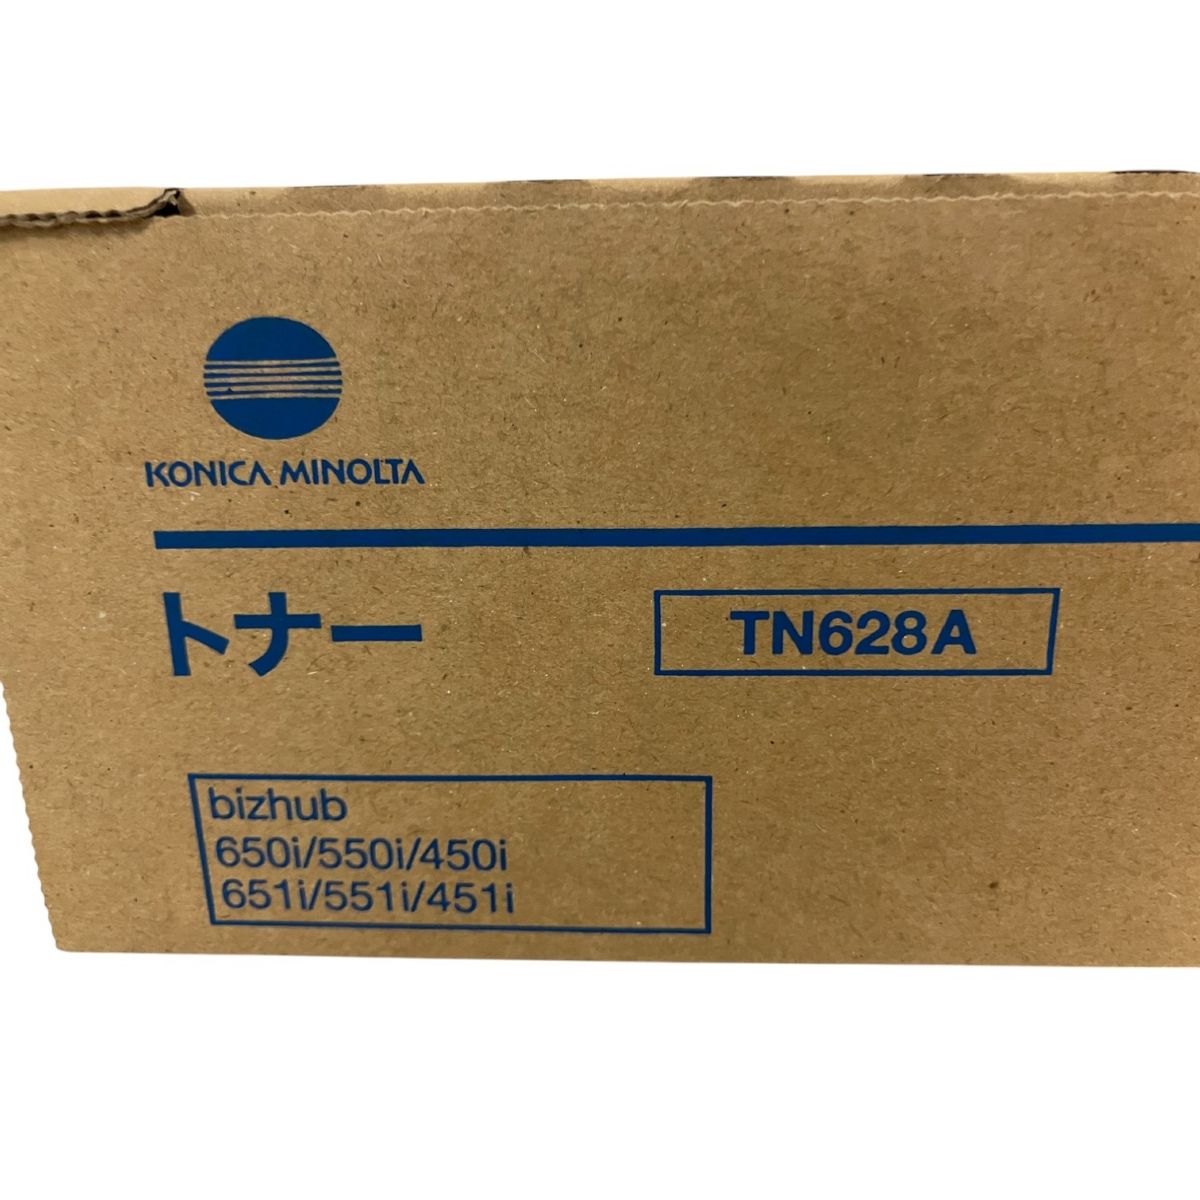 KONICA MINOLTA
トナー TN628A
bizhub
650i/550i/450i
651i/551i/451i